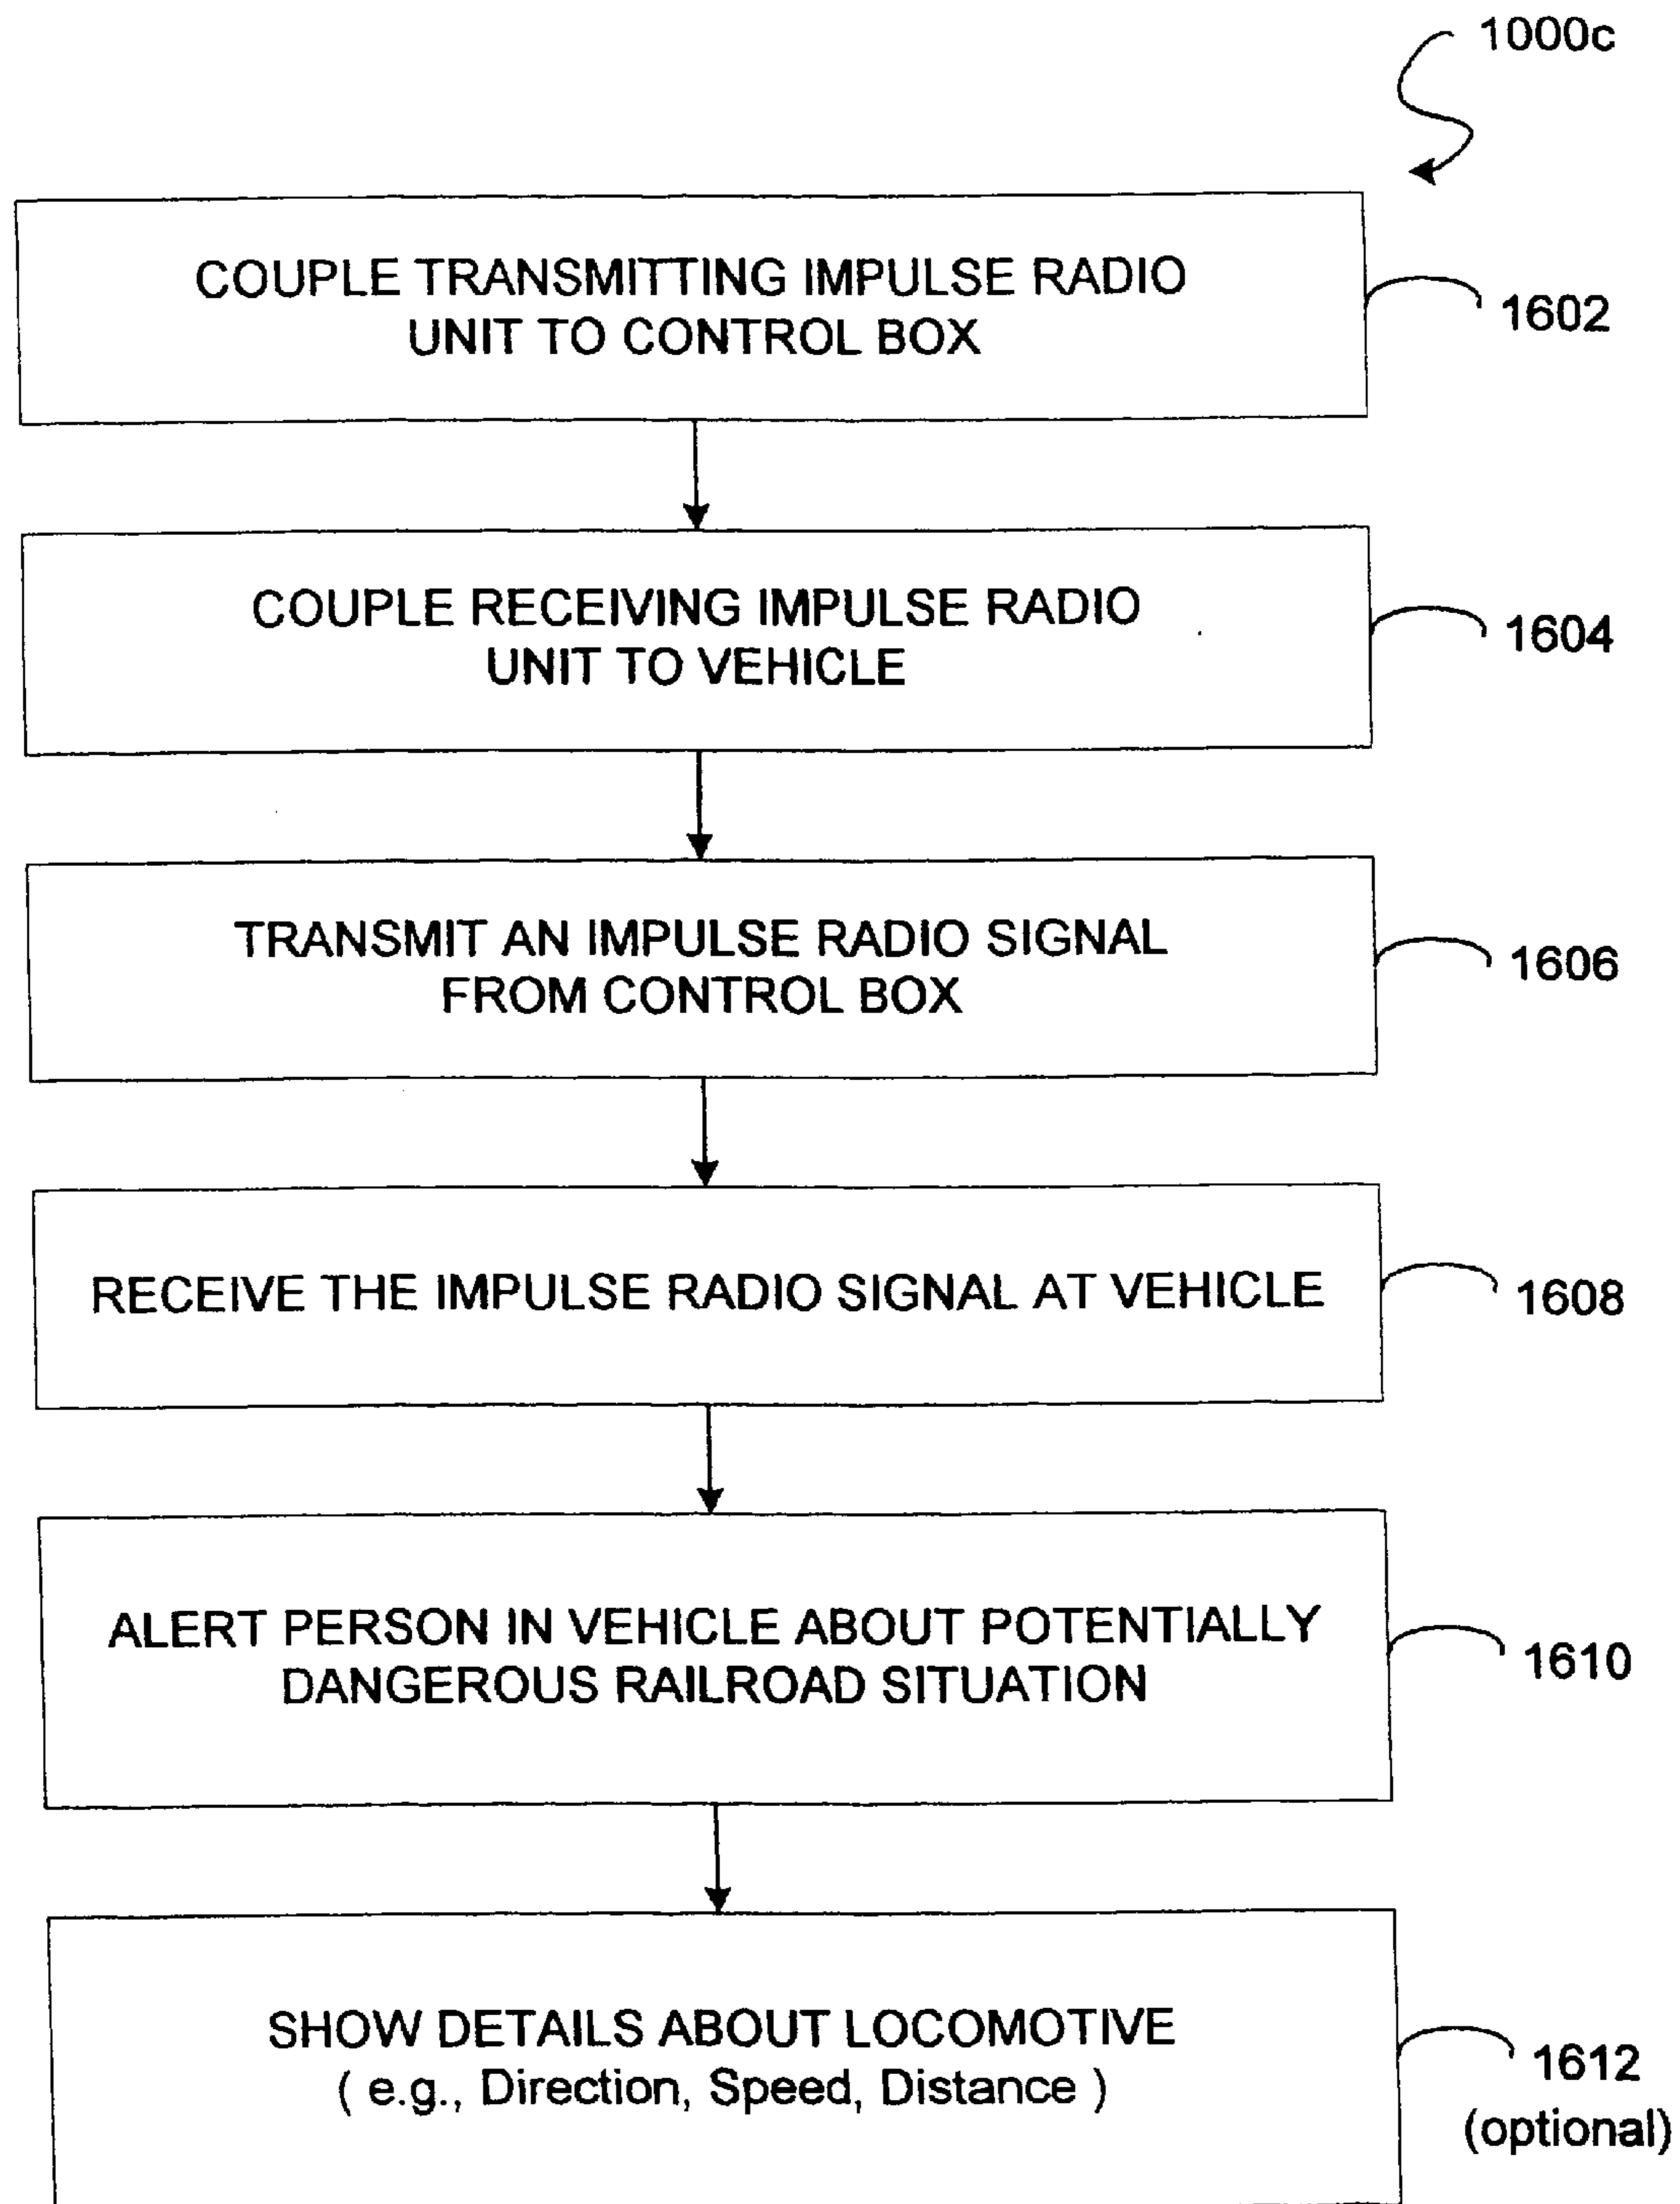 1000c
COUPLE TRANSMITTING IMPULSE RADIO
UNIT TO CONTROL BOX
1602
COUPLE RECEIVING IMPULSE RADIO
UNIT TO VEHICLE
1604
TRANSMIT AN IMPULSE RADIO SIGNAL
FROM CONTROL BOX
1606
RECEIVE THE IMPULSE RADIO SIGNAL AT VEHICLE
1608
ALERT PERSON IN VEHICLE ABOUT POTENTIALLY
DANGEROUS RAILROAD SITUATION
1610
SHOW DETAILS ABOUT LOCOMOTIVE
( e.g., Direction, Speed, Distance )
1612
(optional)